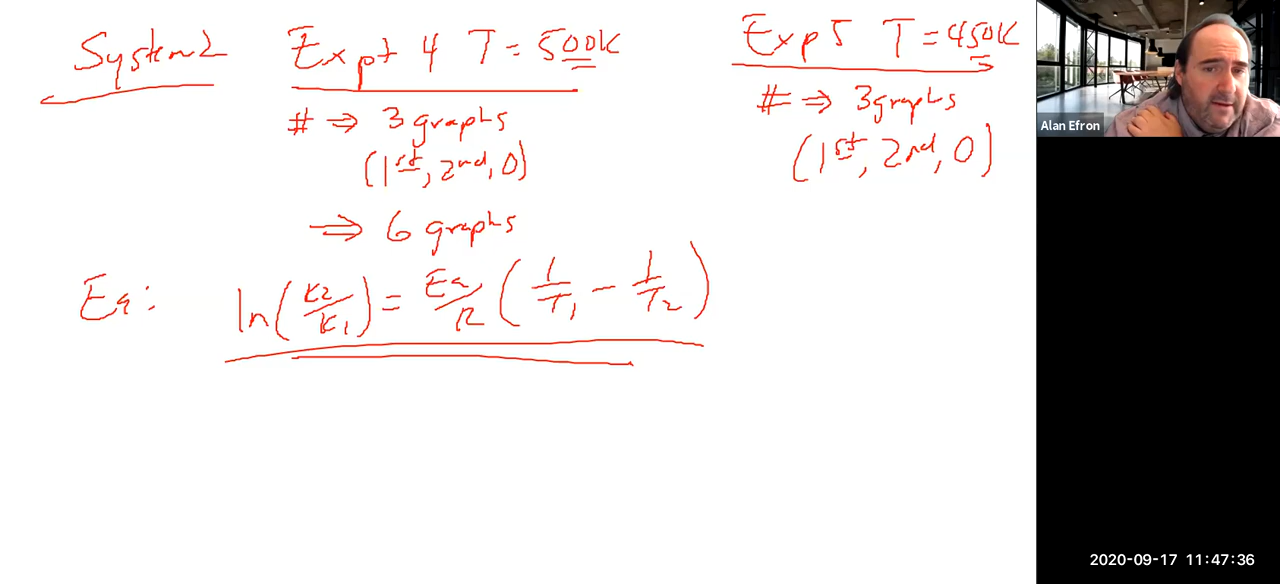 System 2
Expt 4 T = 500K
# ⇒ 3 graphs
(1st, 2nd, 0)
⇒ 6 graphs
Exp 5 T = 450K
# ⇒ 3 graphs
(1st, 2nd, 0)
Ea: ln(K2/K1) = Ea/R (1/T1 - 1/T2)
Alan Efron
2020-09-17 11:47:36